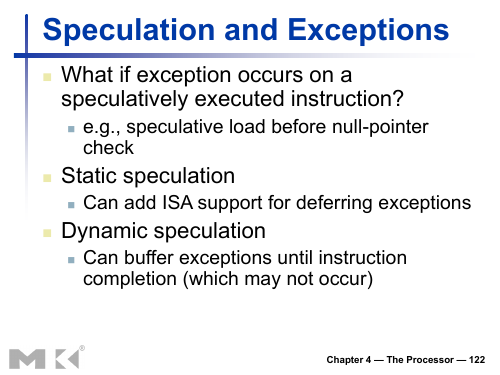 Speculation and Exceptions
What if exception occurs on a
speculatively executed instruction?
e.g., speculative load before null-pointer
check
Static speculation
Can add ISA support for deferring exceptions
Dynamic speculation
Can buffer exceptions until instruction
completion (which may not occur)
MK®
Chapter 4 — The Processor — 122